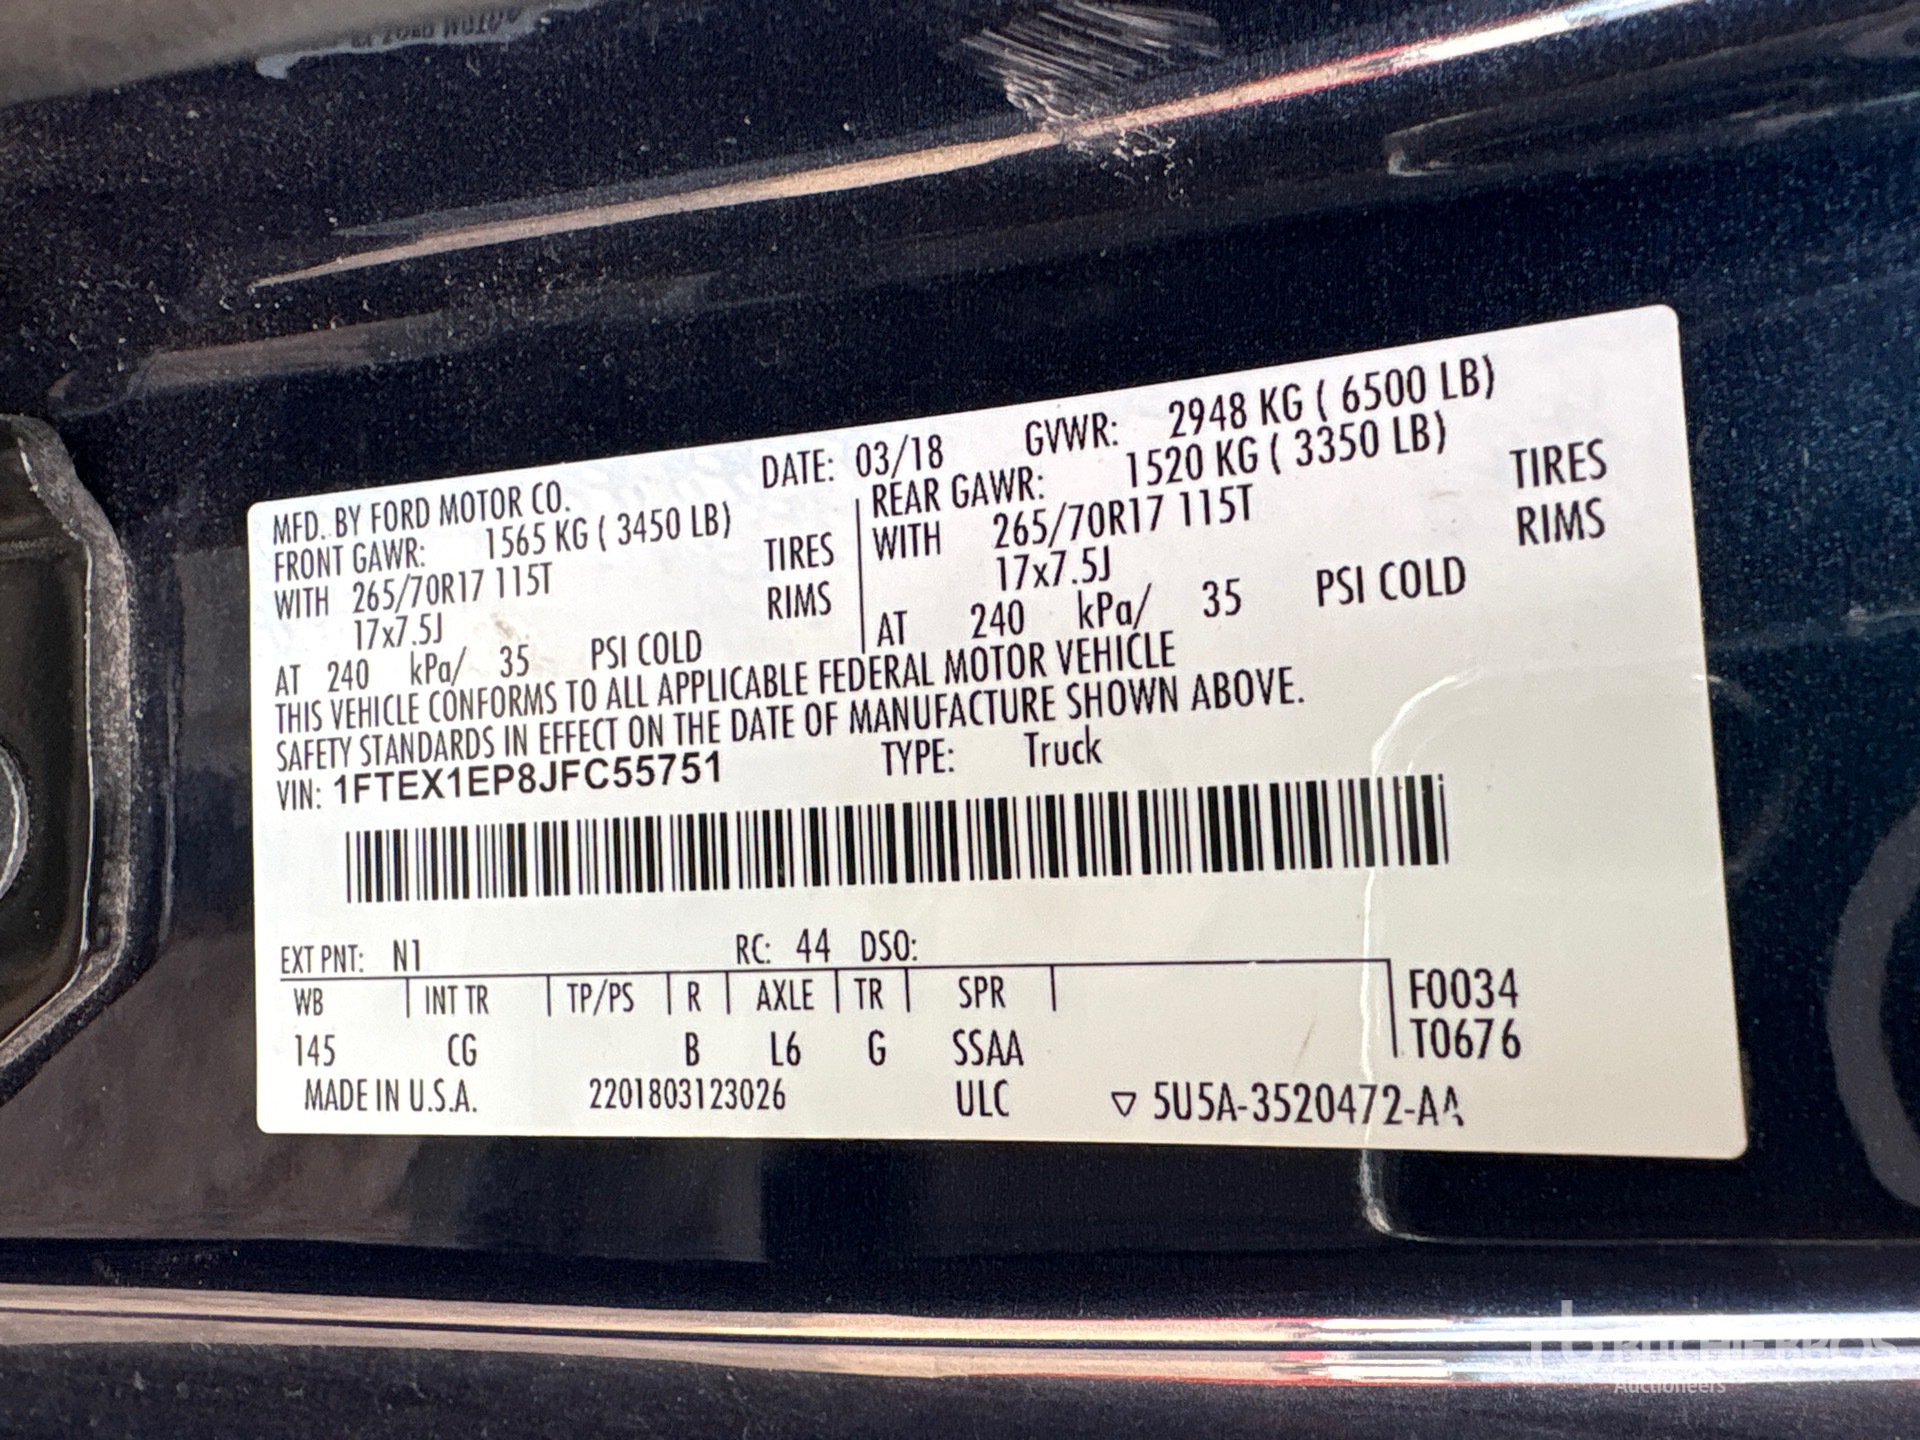 MFD. BY FORD MOTOR CO. DATE: 03/18 GVWR: 2948 KG ( 6500 LB)
FRONT GAWR: 1565 KG ( 3450 LB) REAR GAWR: 1520 KG ( 3350 LB)
WITH 265/70R17 115T TIRES WITH 265/70R17 115T TIRES
17x7.5J RIMS 17x7.5J RIMS
AT 240 kPa/ 35 PSI COLD AT 240 kPa/ 35 PSI COLD
THIS VEHICLE CONFORMS TO ALL APPLICABLE FEDERAL MOTOR VEHICLE
SAFETY STANDARDS IN EFFECT ON THE DATE OF MANUFACTURE SHOWN ABOVE.
VIN: 1FTEX1EP8JFC55751 TYPE: Truck
EXT PNT: N1 RC: 44 DSO:
WB INT TR TP/PS R AXLE TR SPR F0034
145 CG B L6 G SSAA T0676
MADE IN U.S.A. 2201803123026 ULC ▽ 5U5A-3520472-AA
RITCHIE BROS
Auctioneers